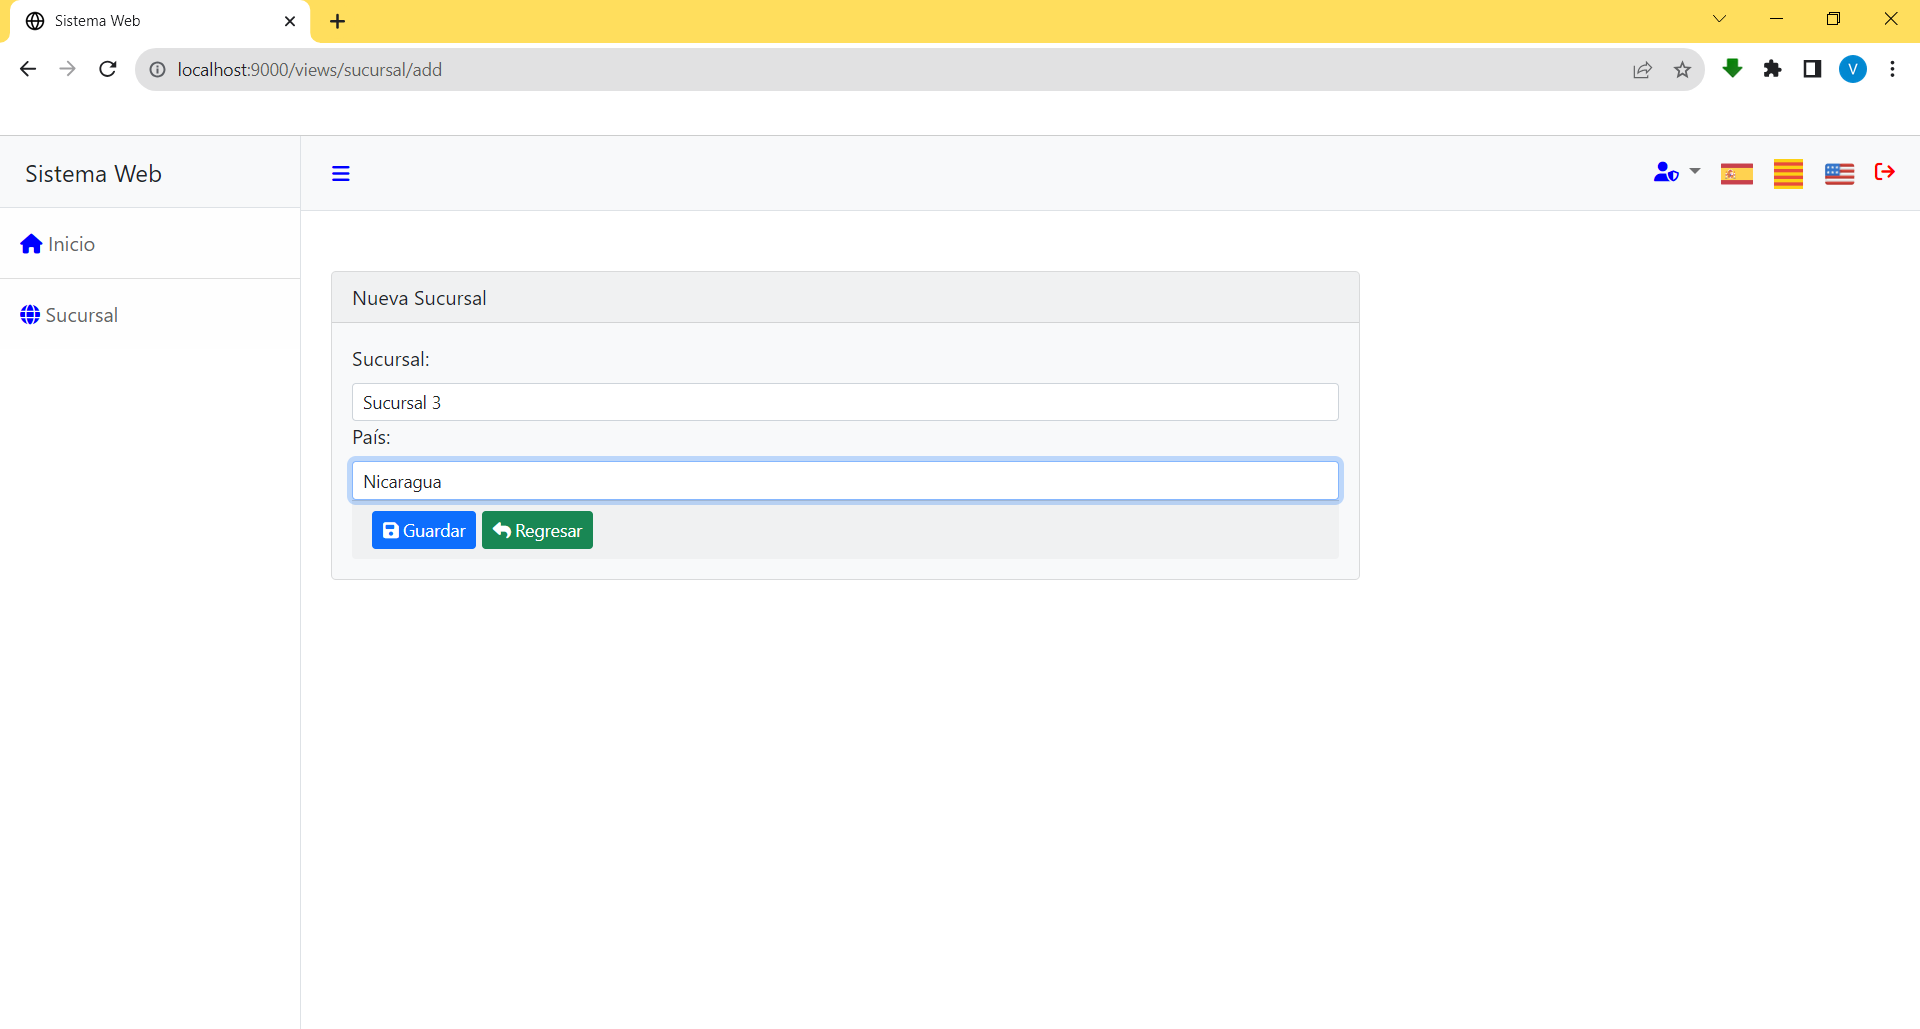 Sistema Web
localhost:9000/views/sucursal/add
V
Sistema Web
Inicio
Sucursal
Nueva Sucursal
Sucursal:
Sucursal 3
País:
Nicaragua
Guardar Regresar